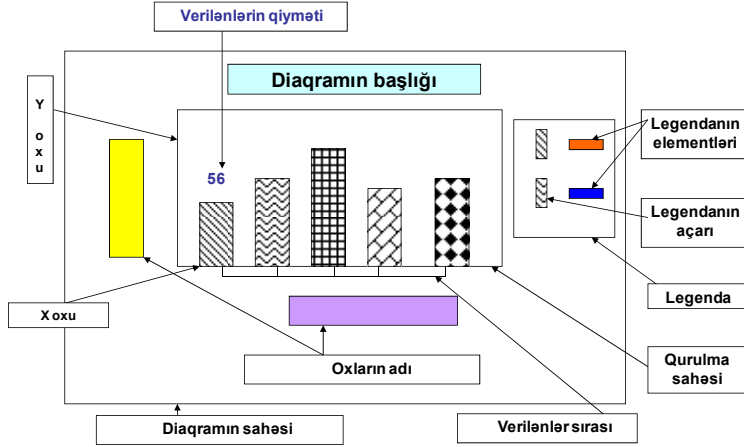 Verilənlərin qiyməti
Diaqramın başlığı
Y
o
x
u
56
Legendanın
elementləri
Legendanın
açarı
Legenda
X oxu
Oxların adı
Qurulma
sahəsi
Diaqramın sahəsi
Verilənlər sırası